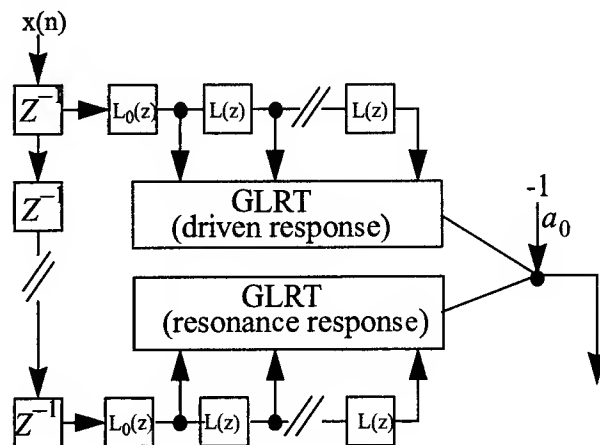 x(n)
Z⁻¹ L₀(z) L(z) L(z)
Z⁻¹
GLRT
(driven response)
-1
a₀
GLRT
(resonance response)
Z⁻¹ L₀(z) L(z) L(z)